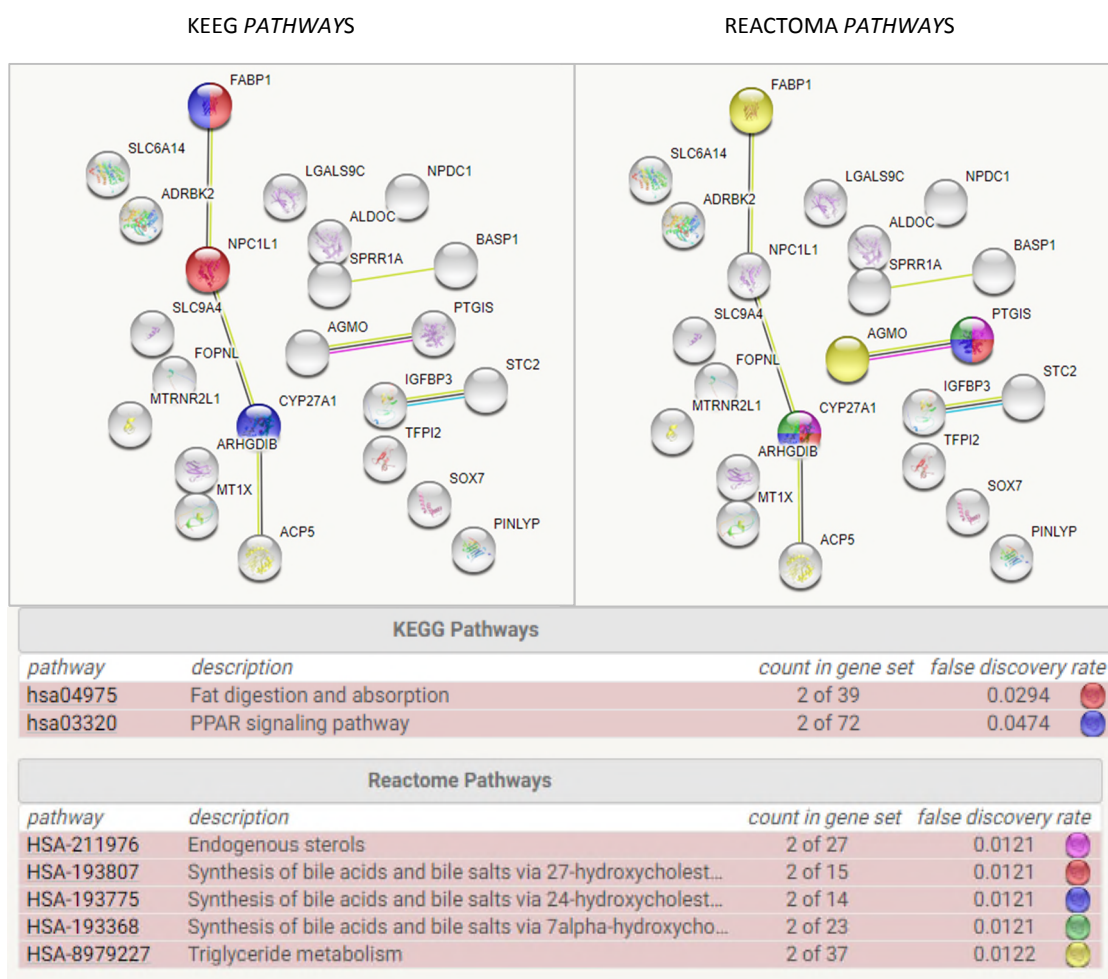 KEEG PATHWAYS REACTOMA PATHWAYS
FABP1
SLC6A14
LGALS9C
NPDC1
ADRBK2
ALDOC
NPC1L1
BASP1
SPRR1A
SLC9A4
PTGIS
AGMO
FOPNL
STC2
IGFBP3
MTRNR2L1
CYP27A1
TFPI2
ARHGDIB
SOX7
MT1X
PINLYP
ACP5
FABP1
SLC6A14
LGALS9C
NPDC1
ADRBK2
ALDOC
NPC1L1
BASP1
SPRR1A
SLC9A4
PTGIS
AGMO
FOPNL
STC2
IGFBP3
MTRNR2L1
CYP27A1
TFPI2
ARHGDIB
SOX7
MT1X
PINLYP
ACP5
KEGG Pathways
pathway description count in gene set false discovery rate
hsa04975 Fat digestion and absorption 2 of 39 0.0294
hsa03320 PPAR signaling pathway 2 of 72 0.0474
Reactome Pathways
pathway description count in gene set false discovery rate
HSA-211976 Endogenous sterols 2 of 27 0.0121
HSA-193807 Synthesis of bile acids and bile salts via 27-hydroxycholest... 2 of 15 0.0121
HSA-193775 Synthesis of bile acids and bile salts via 24-hydroxycholest... 2 of 14 0.0121
HSA-193368 Synthesis of bile acids and bile salts via 7alpha-hydroxycho... 2 of 23 0.0121
HSA-8979227 Triglyceride metabolism 2 of 37 0.0122